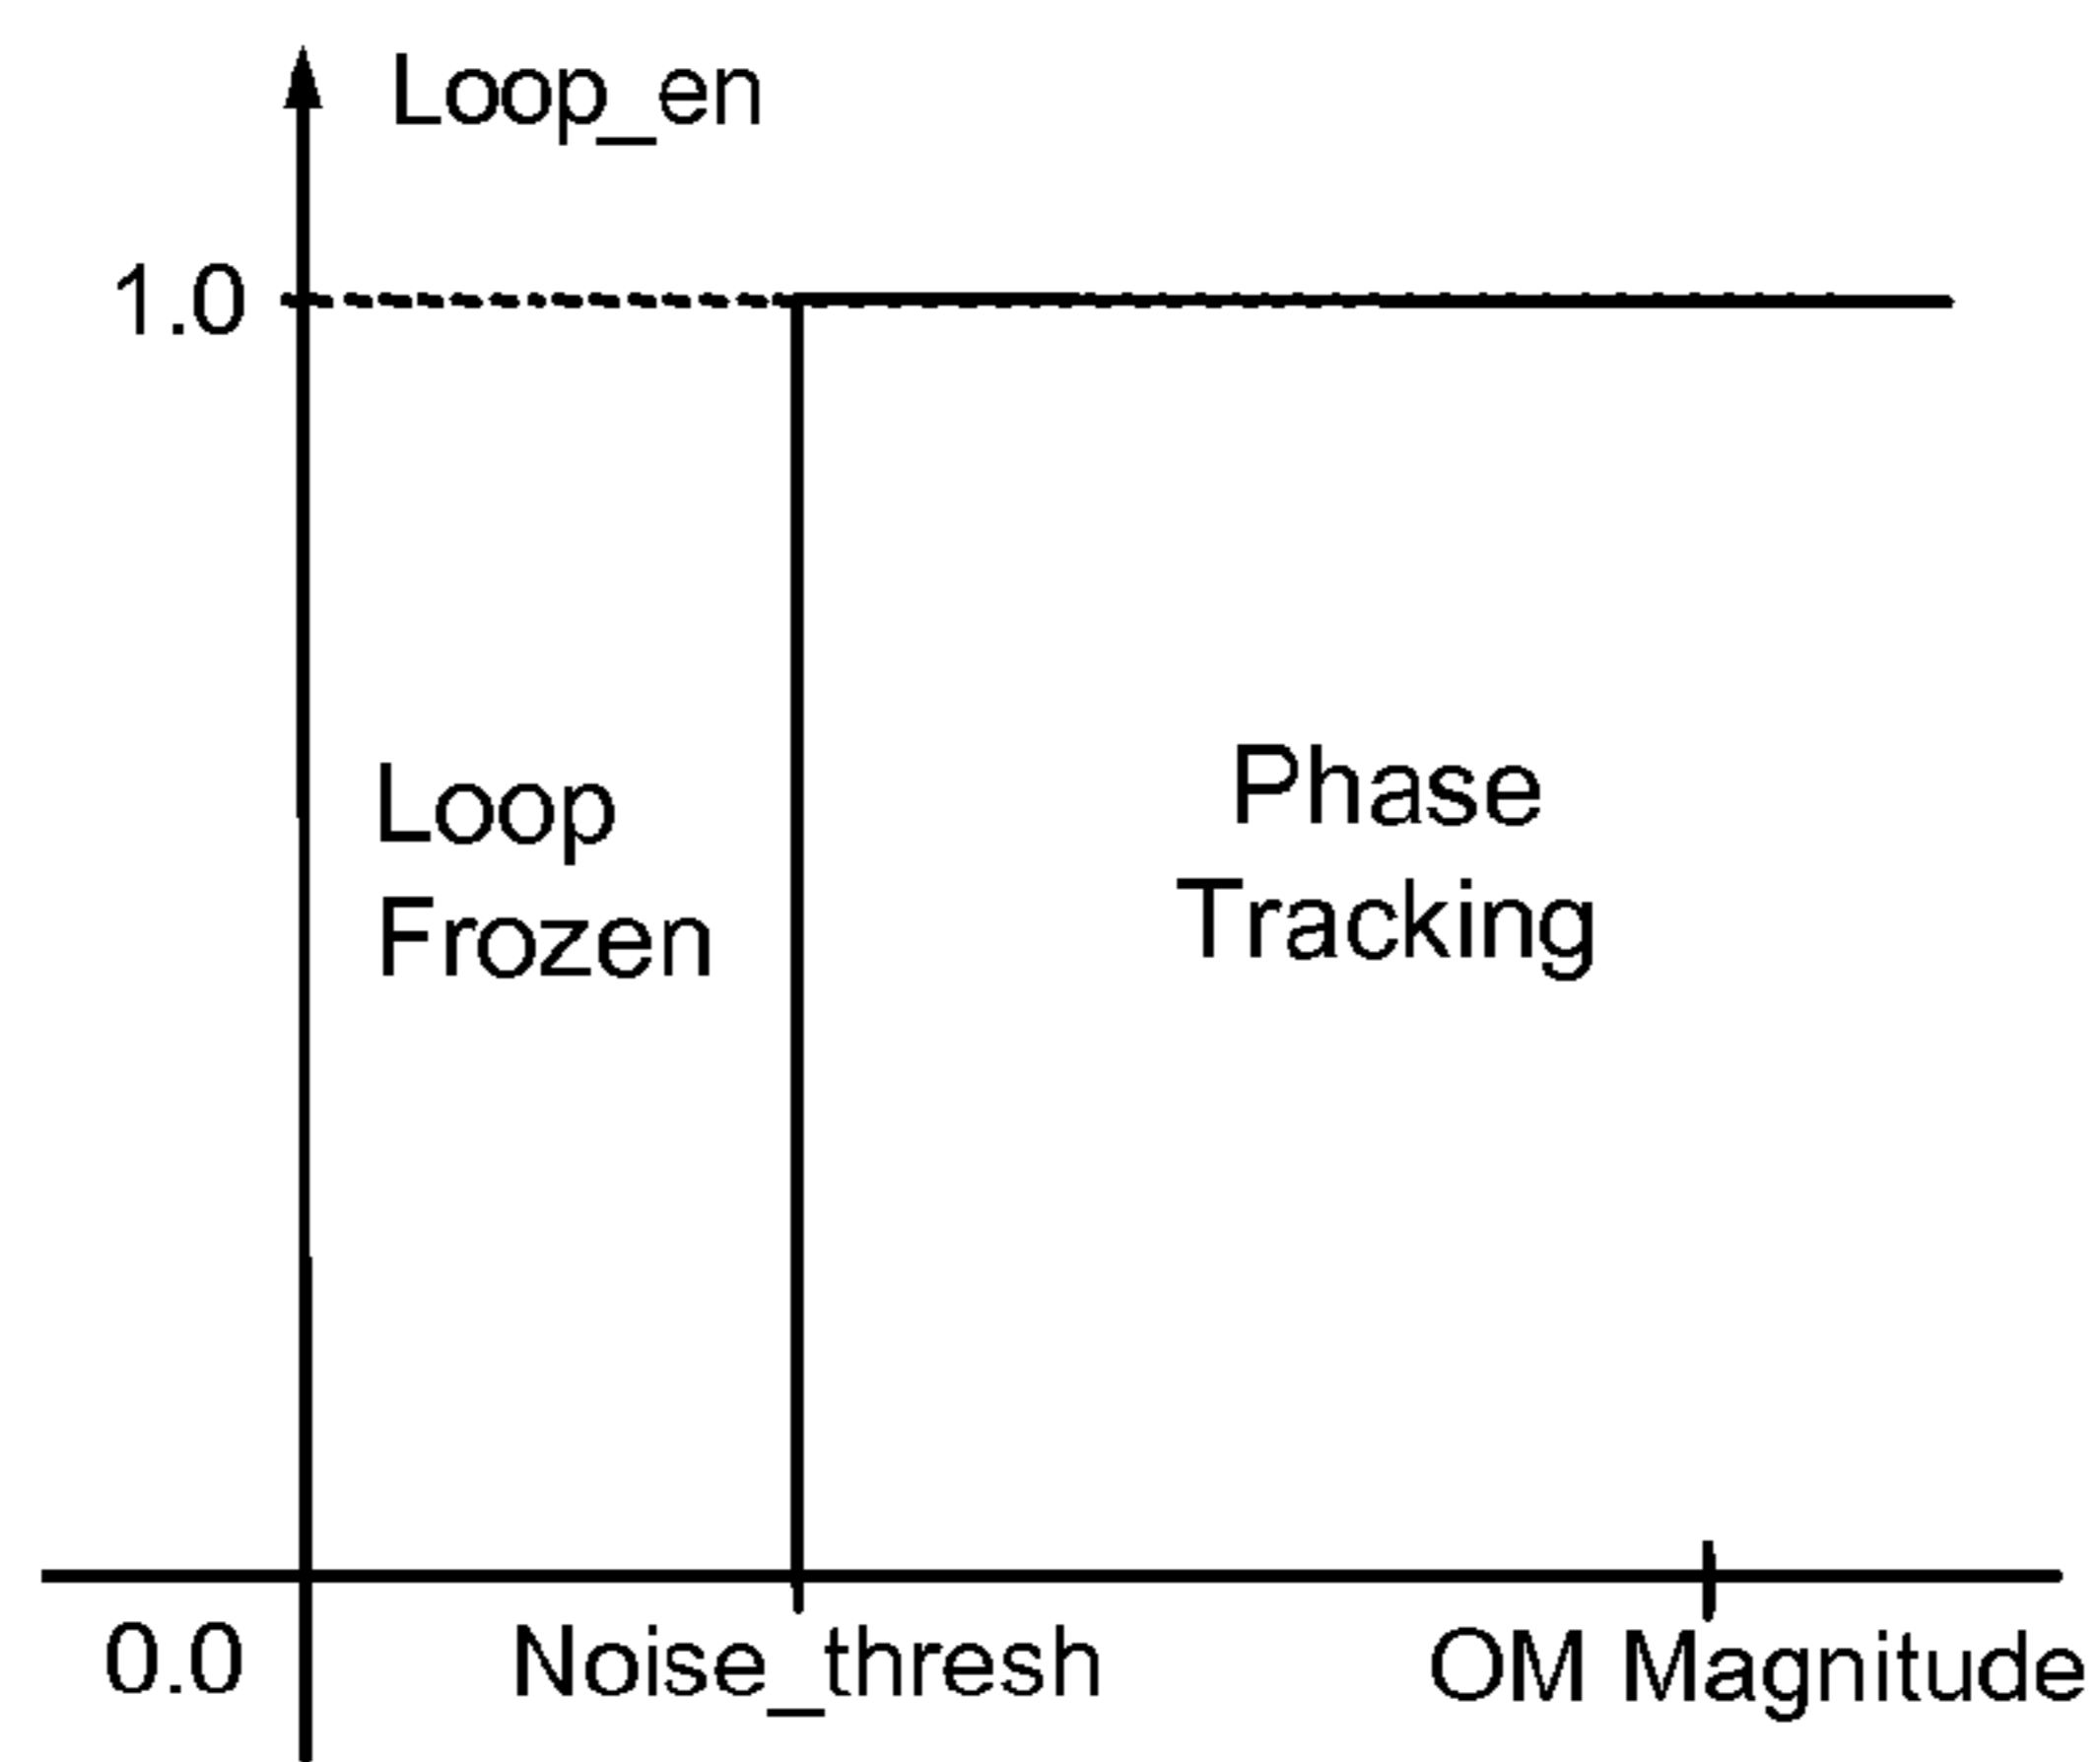 Loop_en
1.0
Loop
Frozen
Phase
Tracking
0.0
Noise_thresh
OM Magnitude